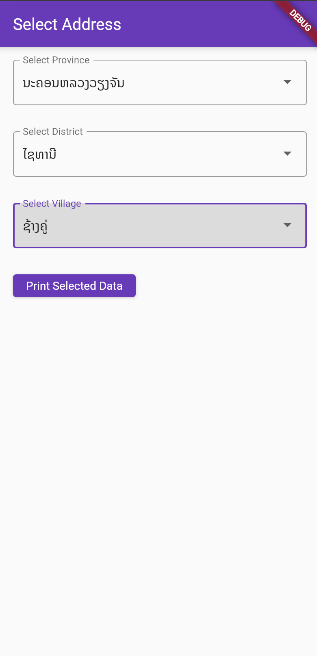 Select Address
DEBUG
Select Province
ນະຄອນຫລວງວຽງຈັນ
Select District
ໄຊທານີ
Select Village
ຊ້າງຄູ່
Print Selected Data